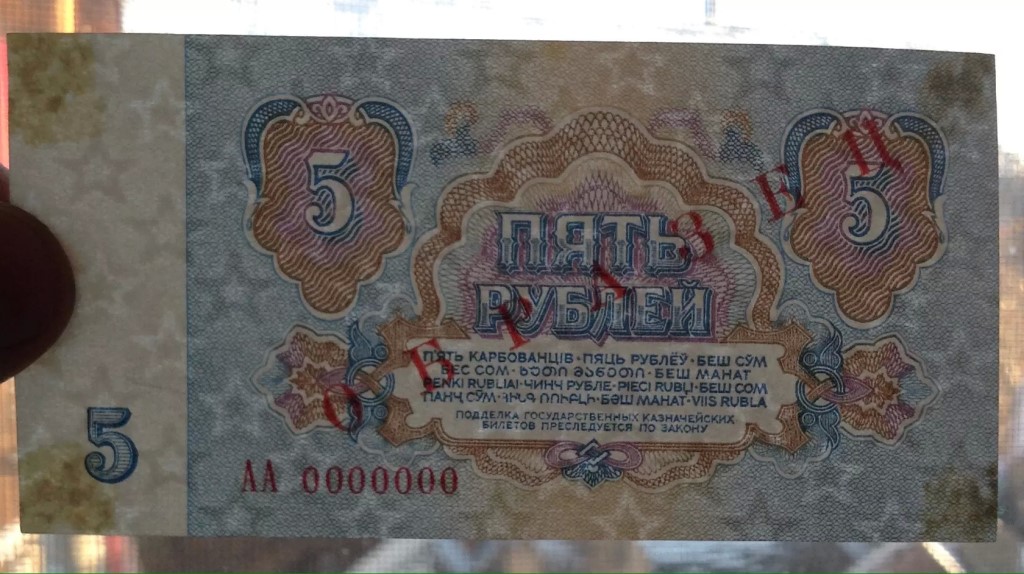 5
5
ОБРАЗЕЦ
ПЯТЬ
РУБЛЕЙ
П'ЯТЬ КАРБОВАНЦІВ · ПЯЦЬ РУБЛЁЎ · БЕШ СЎМ
БЕС СОМ · ᲮᲣᲗᲘ ᲛᲐᲜᲔᲗᲘ · БЕШ МАНАТ
PENKI RUBLIAI · ЧИНЧ РУБЛЕ · PIECI RUBĻI · БЕШ СОМ
ПАНҶ СЎМ · ՀԻՆԳ ՌՈՒԲԼԻ · БӘШ МАНАТ · VIIS RUBLA
ПОДДЕЛКА ГОСУДАРСТВЕННЫХ КАЗНАЧЕЙСКИХ
БИЛЕТОВ ПРЕСЛЕДУЕТСЯ ПО ЗАКОНУ
5
АА 0000000